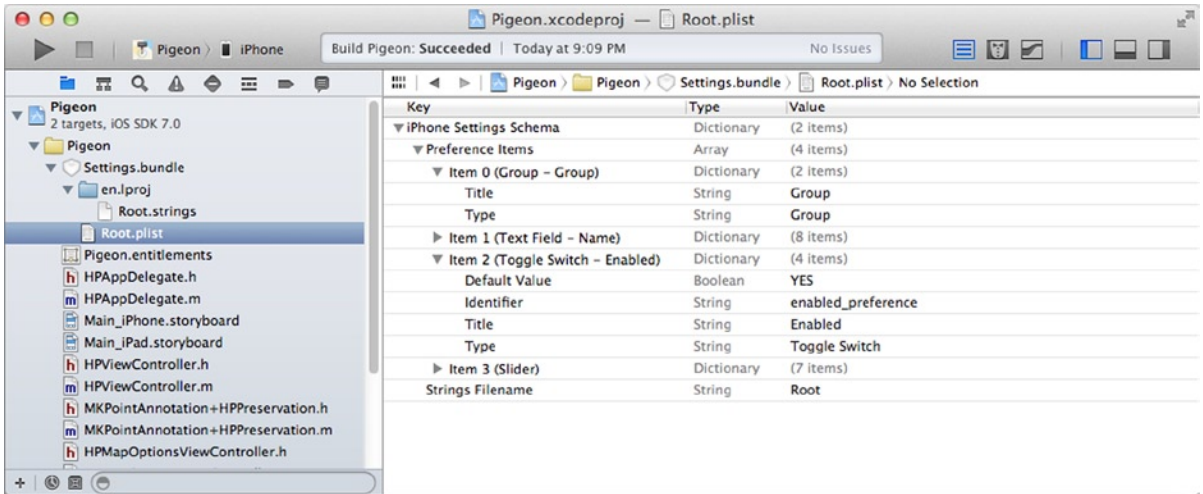 Pigeon.xcodeproj — Root.plist
Pigeon iPhone
Build Pigeon: Succeeded | Today at 9:09 PM No Issues
Pigeon
2 targets, iOS SDK 7.0
Pigeon
Settings.bundle
en.lproj
Root.strings
Root.plist
Pigeon.entitlements
h HPAppDelegate.h
m HPAppDelegate.m
Main_iPhone.storyboard
Main_iPad.storyboard
h HPViewController.h
m HPViewController.m
h MKPointAnnotation+HPPreservation.h
m MKPointAnnotation+HPPreservation.m
h HPMapOptionsViewController.h
Pigeon Pigeon Settings.bundle Root.plist No Selection
Key Type Value
iPhone Settings Schema Dictionary (2 items)
Preference Items Array (4 items)
Item 0 (Group – Group) Dictionary (2 items)
Title String Group
Type String Group
Item 1 (Text Field – Name) Dictionary (8 items)
Item 2 (Toggle Switch – Enabled) Dictionary (4 items)
Default Value Boolean YES
Identifier String enabled_preference
Title String Enabled
Type String Toggle Switch
Item 3 (Slider) Dictionary (7 items)
Strings Filename String Root